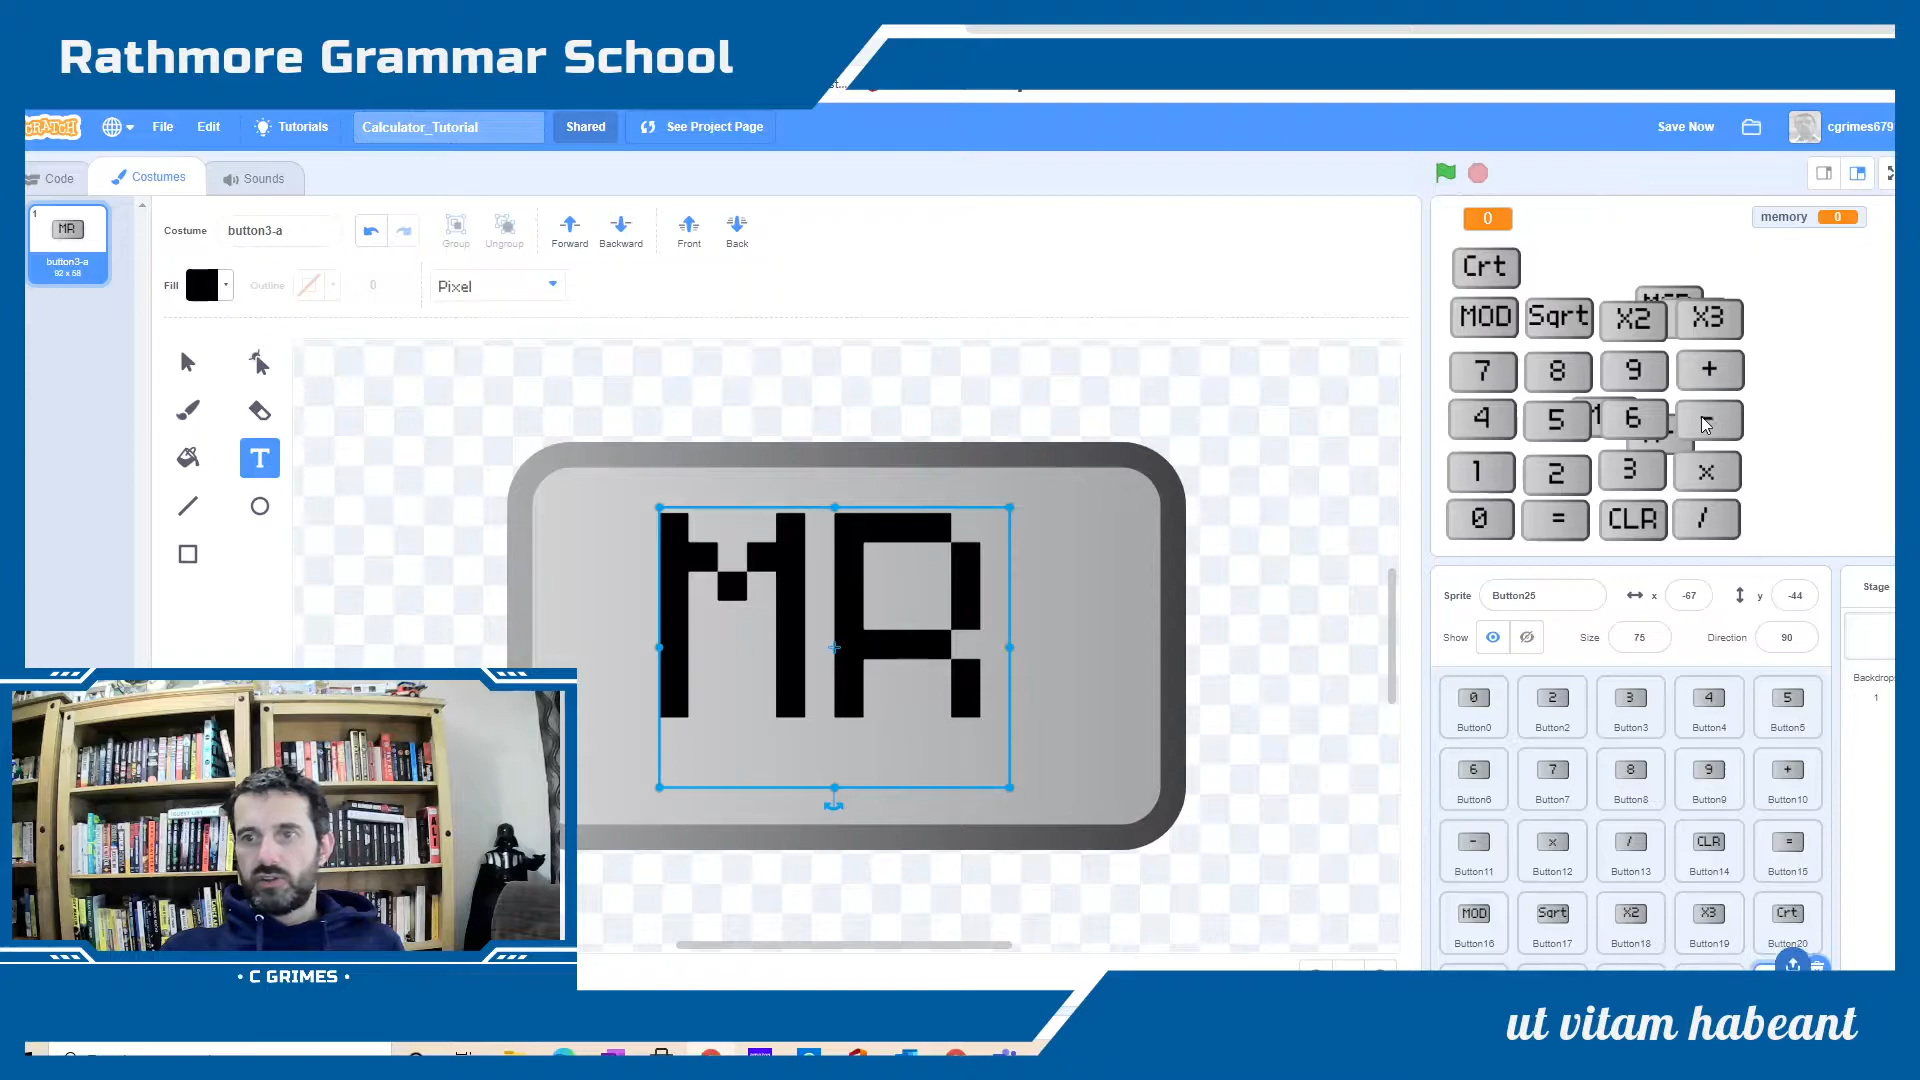 Rathmore Grammar School
SCRATCH
File
Edit
Tutorials
Calculator_Tutorial
Shared
See Project Page
Save Now
cgrimes679
Code
Costumes
Sounds
1
MR
button3-a
92 x 58
Costume
button3-a
Group
Ungroup
Forward
Backward
Front
Back
Fill
Outline
0
Pixel
T
MR
0
memory 0
Crt
MOD Sqrt X2 X3
7 8 9 +
4 5 6 -
1 2 3 x
0 = CLR /
Sprite Button25 x -67 y -44
Show Size 75 Direction 90
Stage
Backdrops
1
0 2 3 4 5
Button0 Button2 Button3 Button4 Button5
6 7 8 9 +
Button6 Button7 Button8 Button9 Button10
- x / CLR =
Button11 Button12 Button13 Button14 Button15
MOD Sqrt X2 X3 Crt
Button16 Button17 Button18 Button19 Button20
• C GRIMES •
ut vitam habeant